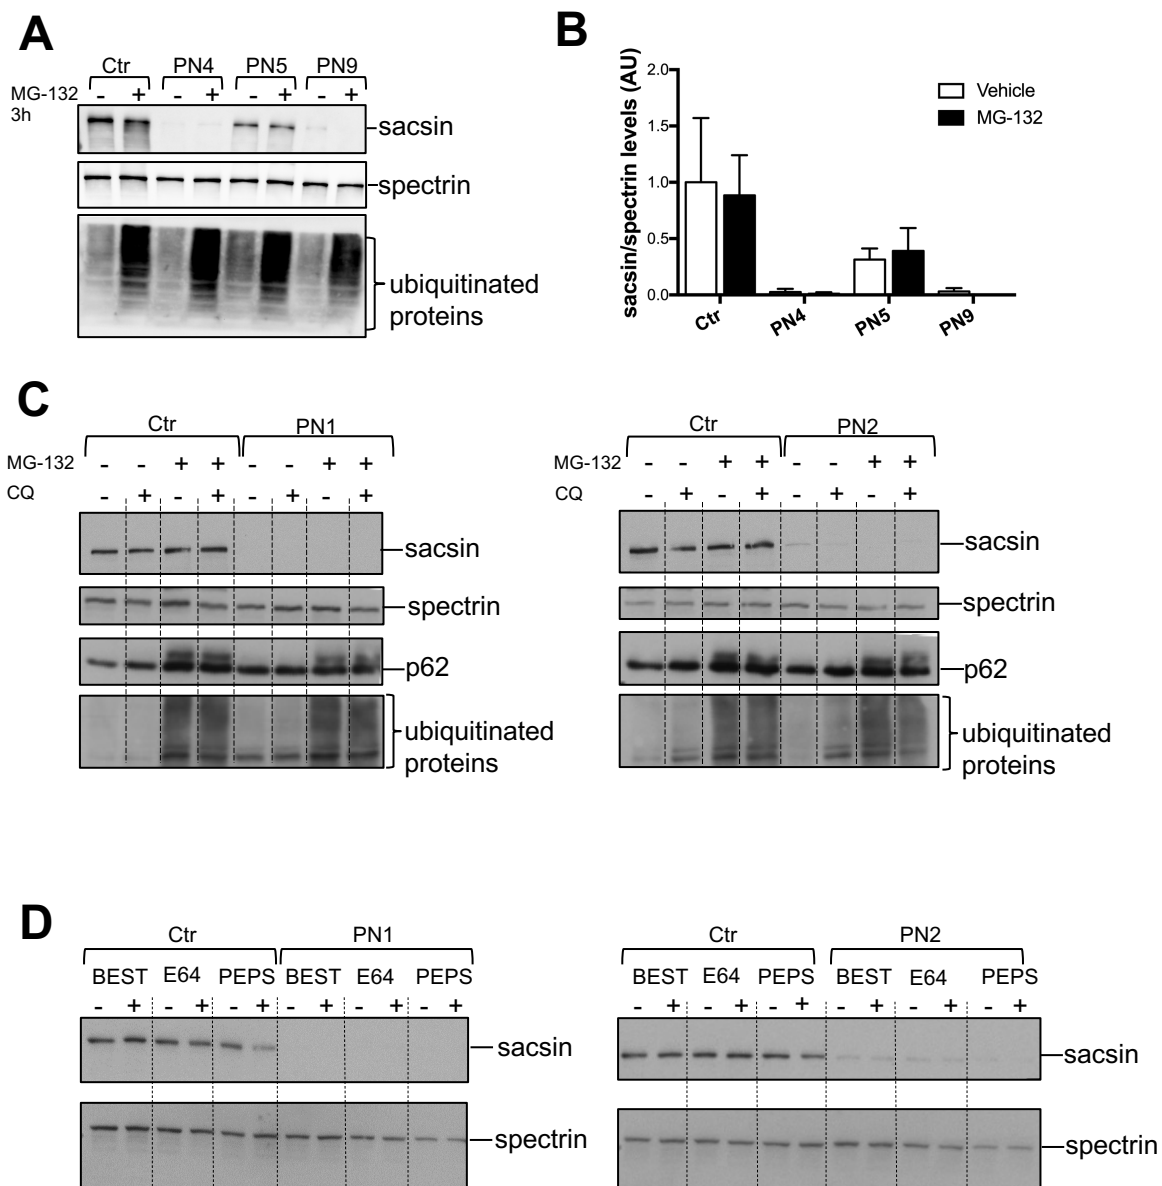 A
Ctr PN4 PN5 PN9
MG-132 - + - + - + - +
3h
sacsin
spectrin
ubiquitinated
proteins
B
sacsin/spectrin levels (AU)
2.0
1.5
1.0
0.5
0.0
Vehicle
MG-132
Ctr PN4 PN5 PN9
C
Ctr PN1
MG-132 - - + + - - + +
CQ - + - + - + - +
sacsin
spectrin
p62
ubiquitinated
proteins
Ctr PN2
MG-132 - - + + - - + +
CQ - + - + - + - +
sacsin
spectrin
p62
ubiquitinated
proteins
D
Ctr PN1
BEST E64 PEPS BEST E64 PEPS
- + - + - + - + - + - +
sacsin
spectrin
Ctr PN2
BEST E64 PEPS BEST E64 PEPS
- + - + - + - + - + - +
sacsin
spectrin